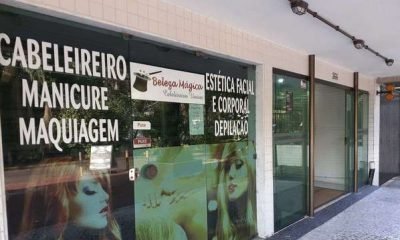 CABELEIREIRO
MANICURE
MAQUIAGEM
Beleza Mágica
ESTÉTICA FACIAL
E CORPORAL
DEPILAÇÃO